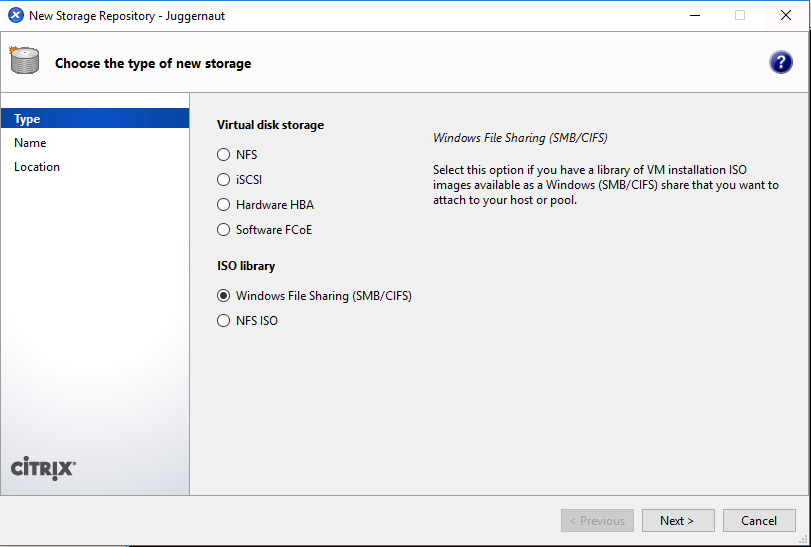 New Storage Repository - Juggernaut
Choose the type of new storage
?
Type
Name
Location
Virtual disk storage
NFS
iSCSI
Hardware HBA
Software FCoE
ISO library
Windows File Sharing (SMB/CIFS)
NFS ISO
Windows File Sharing (SMB/CIFS)
Select this option if you have a library of VM installation ISO
images available as a Windows (SMB/CIFS) share that you want to
attach to your host or pool.
CITRIX
< Previous
Next >
Cancel